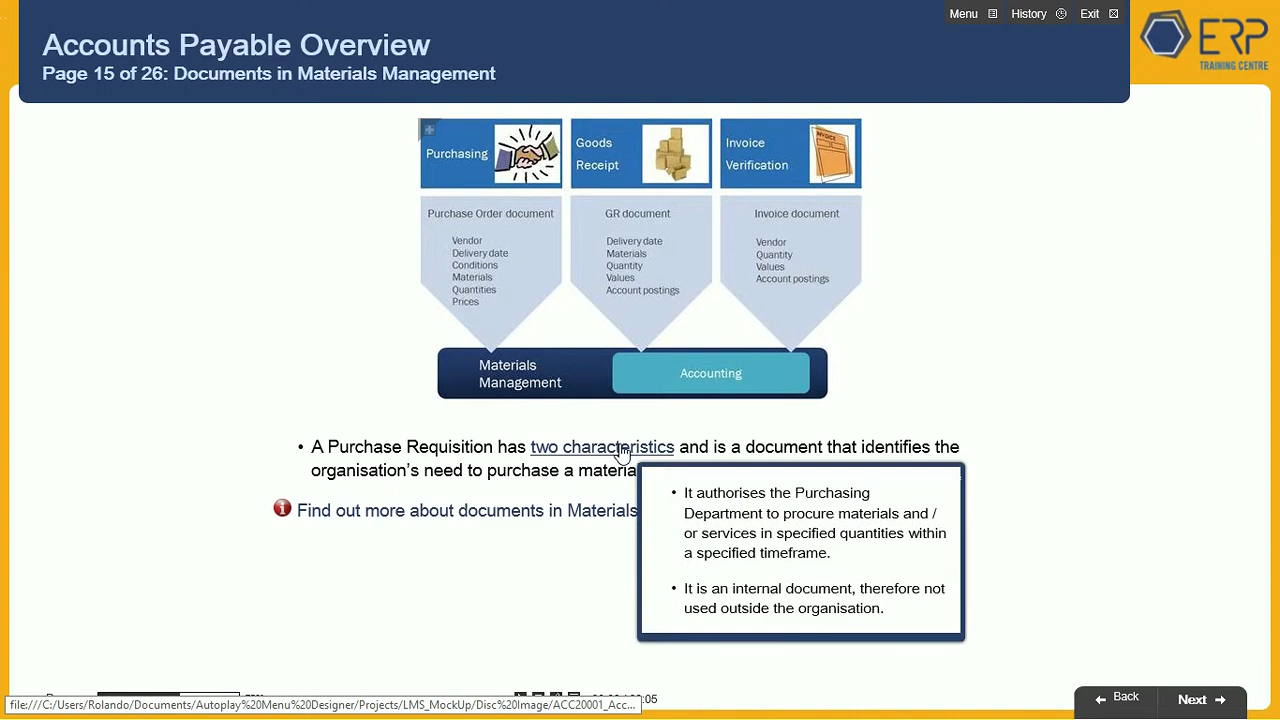 Menu History Exit
ERP
TRAINING CENTRE
Accounts Payable Overview
Page 15 of 26: Documents in Materials Management
Purchasing
Goods
Receipt
Invoice
Verification
INVOICE
Purchase Order document
Vendor
Delivery date
Conditions
Materials
Quantities
Prices
GR document
Delivery date
Materials
Quantity
Values
Account postings
Invoice document
Vendor
Quantity
Values
Account postings
Materials
Management
Accounting
• A Purchase Requisition has two characteristics and is a document that identifies the
organisation's need to purchase a materia
Find out more about documents in Materials
• It authorises the Purchasing
Department to procure materials and /
or services in specified quantities within
a specified timeframe.
• It is an internal document, therefore not
used outside the organisation.
file:///C:/Users/Rolando/Documents/Autoplay%20Menu%20Designer/Projects/LMS_MockUp/Disc%20Image/ACC20001_Acc...
Back Next